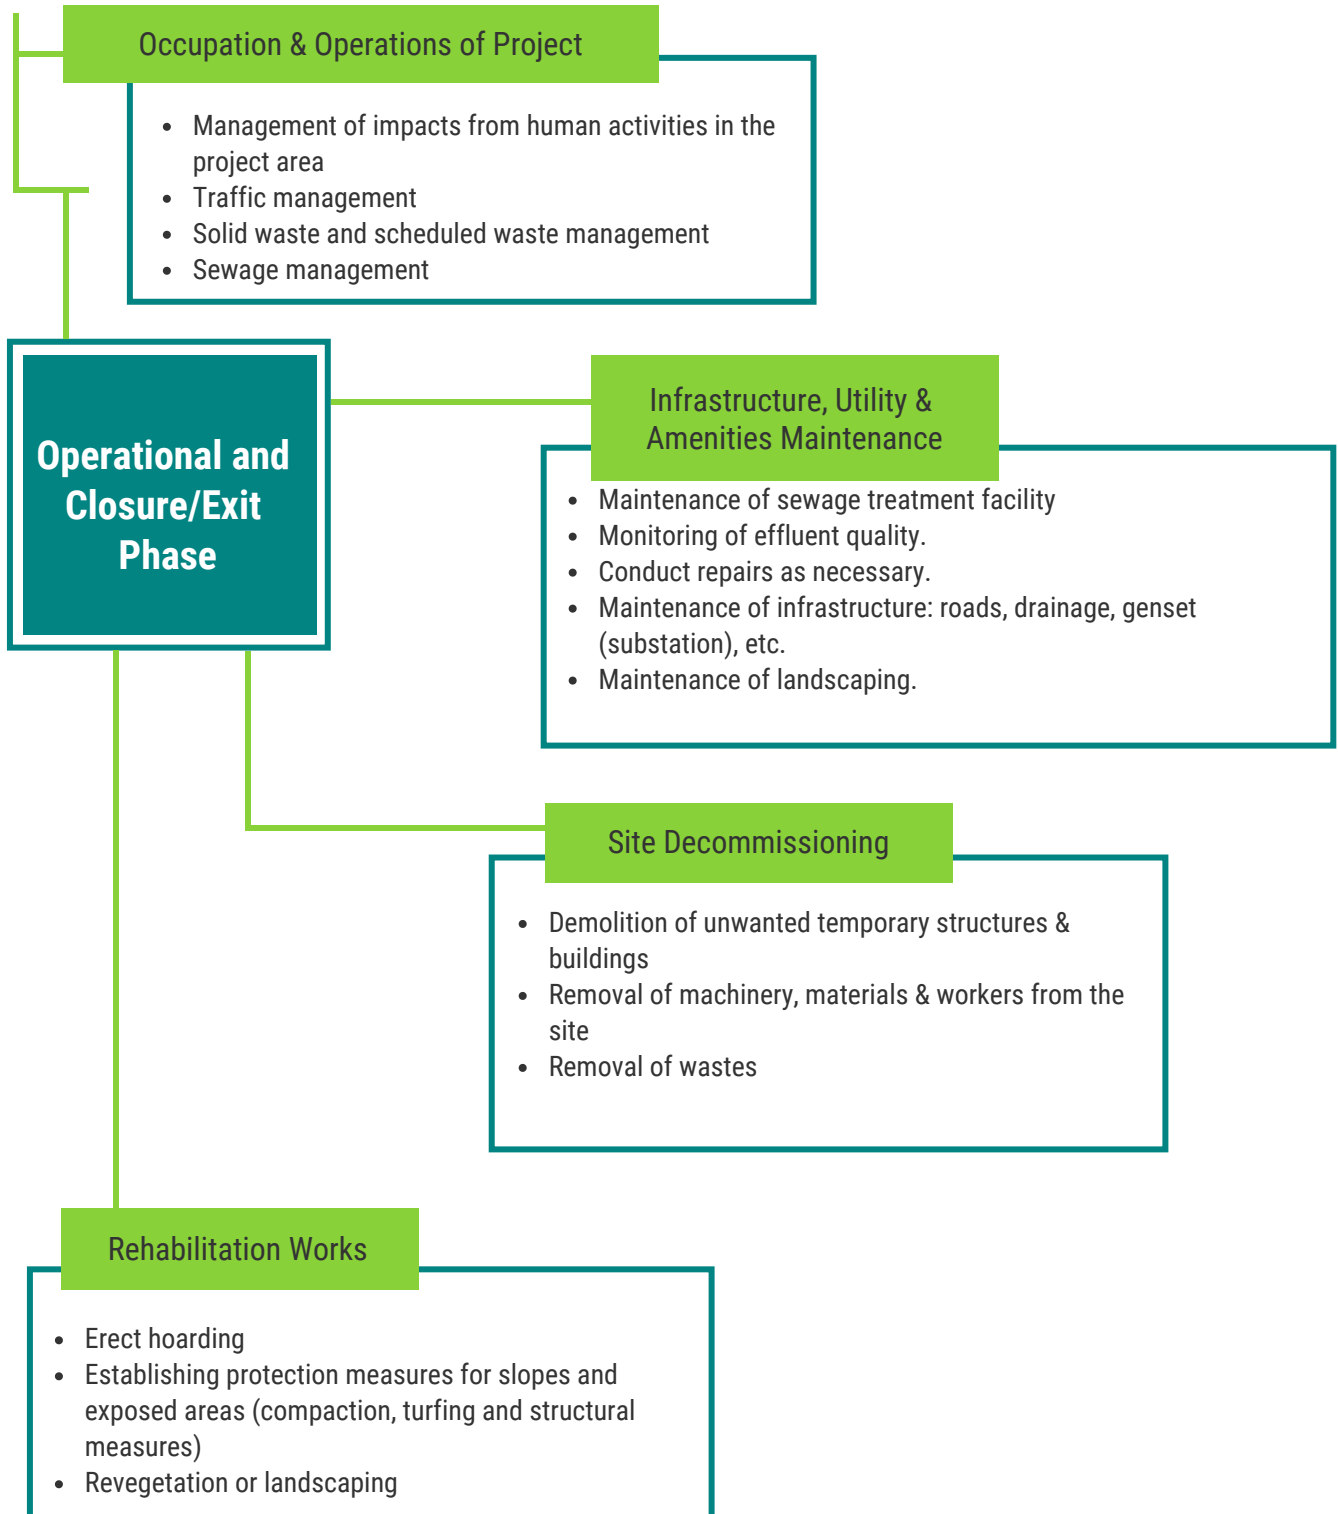 Occupation & Operations of Project
• Management of impacts from human activities in the
project area
• Traffic management
• Solid waste and scheduled waste management
• Sewage management
Operational and
Closure/Exit
Phase
Infrastructure, Utility &
Amenities Maintenance
• Maintenance of sewage treatment facility
• Monitoring of effluent quality.
• Conduct repairs as necessary.
• Maintenance of infrastructure: roads, drainage, genset
(substation), etc.
• Maintenance of landscaping.
Site Decommissioning
• Demolition of unwanted temporary structures &
buildings
• Removal of machinery, materials & workers from the
site
• Removal of wastes
Rehabilitation Works
• Erect hoarding
• Establishing protection measures for slopes and
exposed areas (compaction, turfing and structural
measures)
• Revegetation or landscaping